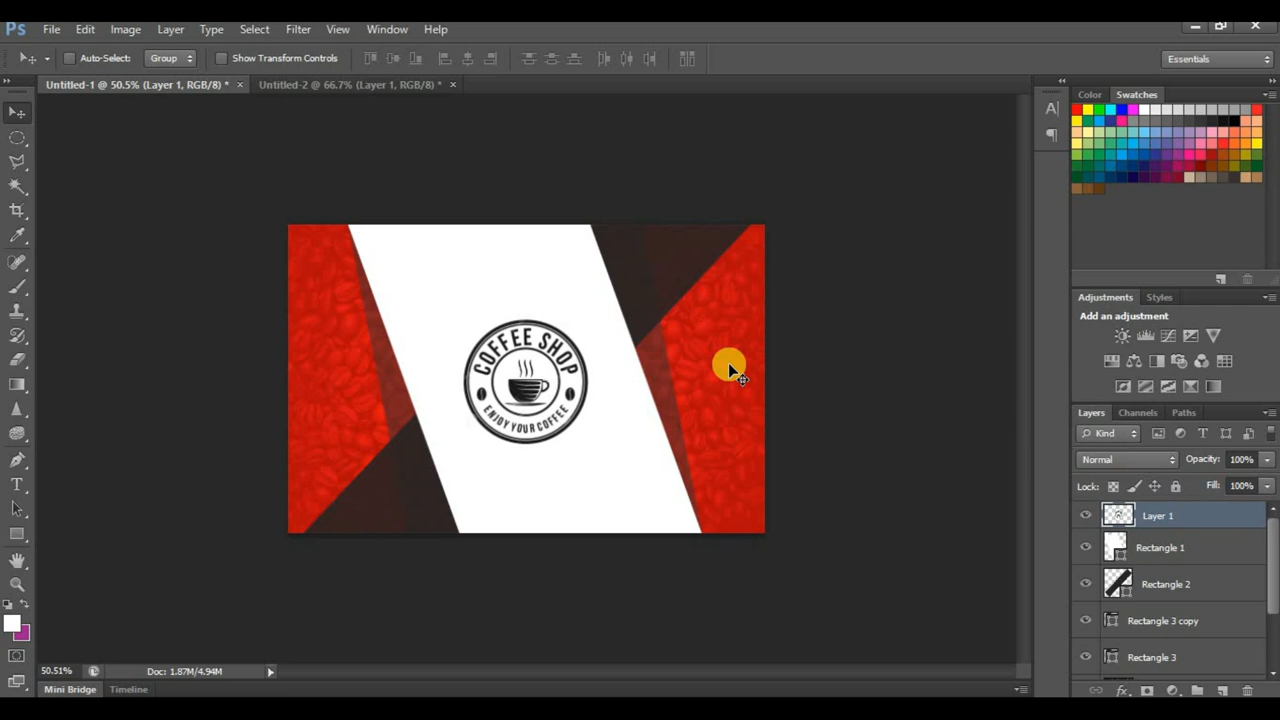 Ps File Edit Image Layer Type Select Filter View Window Help
Auto-Select: Group Show Transform Controls Essentials
Untitled-1 @ 50.5% (Layer 1, RGB/8) * × Untitled-2 @ 66.7% (Layer 1, RGB/8) * ×
Color Swatches
COFFEE SHOP
ENJOY YOUR COFFEE
Adjustments Styles
Add an adjustment
Layers Channels Paths
Kind
Normal Opacity: 100%
Lock: Fill: 100%
Layer 1
Rectangle 1
Rectangle 2
Rectangle 3 copy
Rectangle 3
50.51% Doc: 1.87M/4.94M
Mini Bridge Timeline